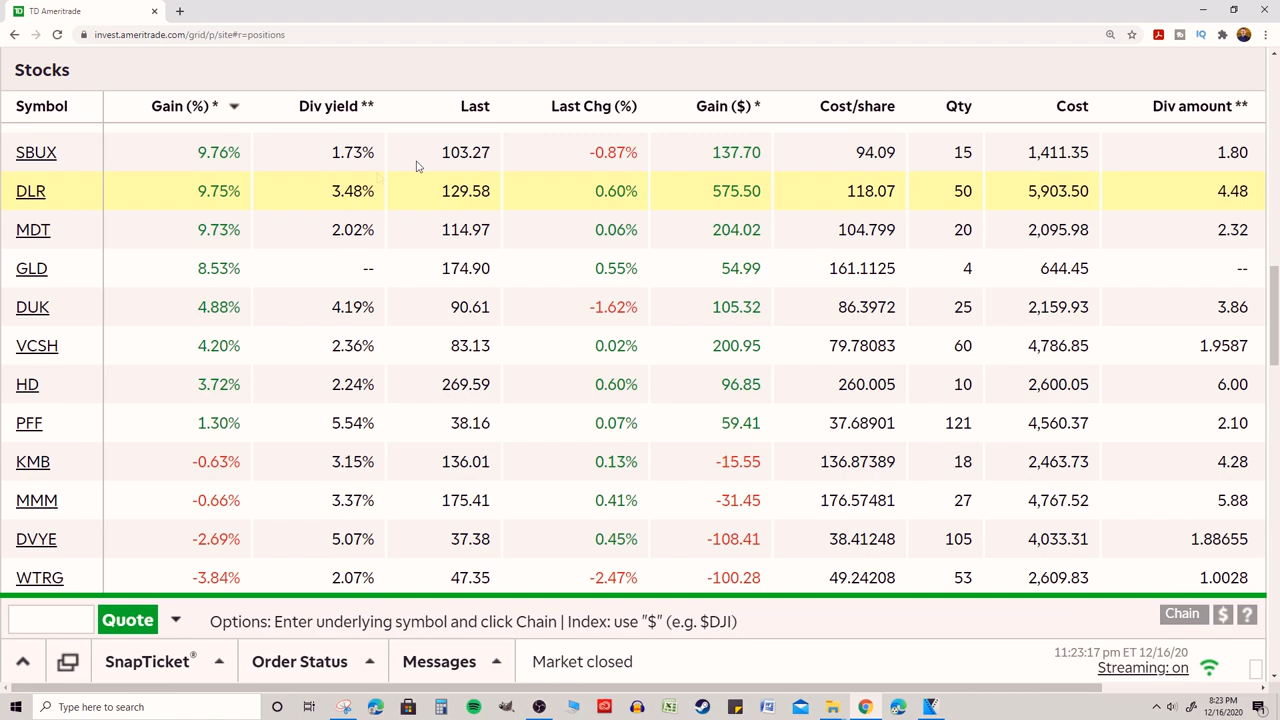 TD Ameritrade
invest.ameritrade.com/grid/p/site#r=positions
IQ
Stocks
Symbol Gain (%) * Div yield ** Last Last Chg (%) Gain ($) * Cost/share Qty Cost Div amount **
SBUX 9.76% 1.73% 103.27 -0.87% 137.70 94.09 15 1,411.35 1.80
DLR 9.75% 3.48% 129.58 0.60% 575.50 118.07 50 5,903.50 4.48
MDT 9.73% 2.02% 114.97 0.06% 204.02 104.799 20 2,095.98 2.32
GLD 8.53% -- 174.90 0.55% 54.99 161.1125 4 644.45 --
DUK 4.88% 4.19% 90.61 -1.62% 105.32 86.3972 25 2,159.93 3.86
VCSH 4.20% 2.36% 83.13 0.02% 200.95 79.78083 60 4,786.85 1.9587
HD 3.72% 2.24% 269.59 0.60% 96.85 260.005 10 2,600.05 6.00
PFF 1.30% 5.54% 38.16 0.07% 59.41 37.68901 121 4,560.37 2.10
KMB -0.63% 3.15% 136.01 0.13% -15.55 136.87389 18 2,463.73 4.28
MMM -0.66% 3.37% 175.41 0.41% -31.45 176.57481 27 4,767.52 5.88
DVYE -2.69% 5.07% 37.38 0.45% -108.41 38.41248 105 4,033.31 1.88655
WTRG -3.84% 2.07% 47.35 -2.47% -100.28 49.24208 53 2,609.83 1.0028
Quote Options: Enter underlying symbol and click Chain | Index: use "$" (e.g. $DJI) Chain $ ?
SnapTicket® Order Status Messages Market closed
11:23:17 pm ET 12/16/20
Streaming: on
Type here to search
8:23 PM
12/16/2020